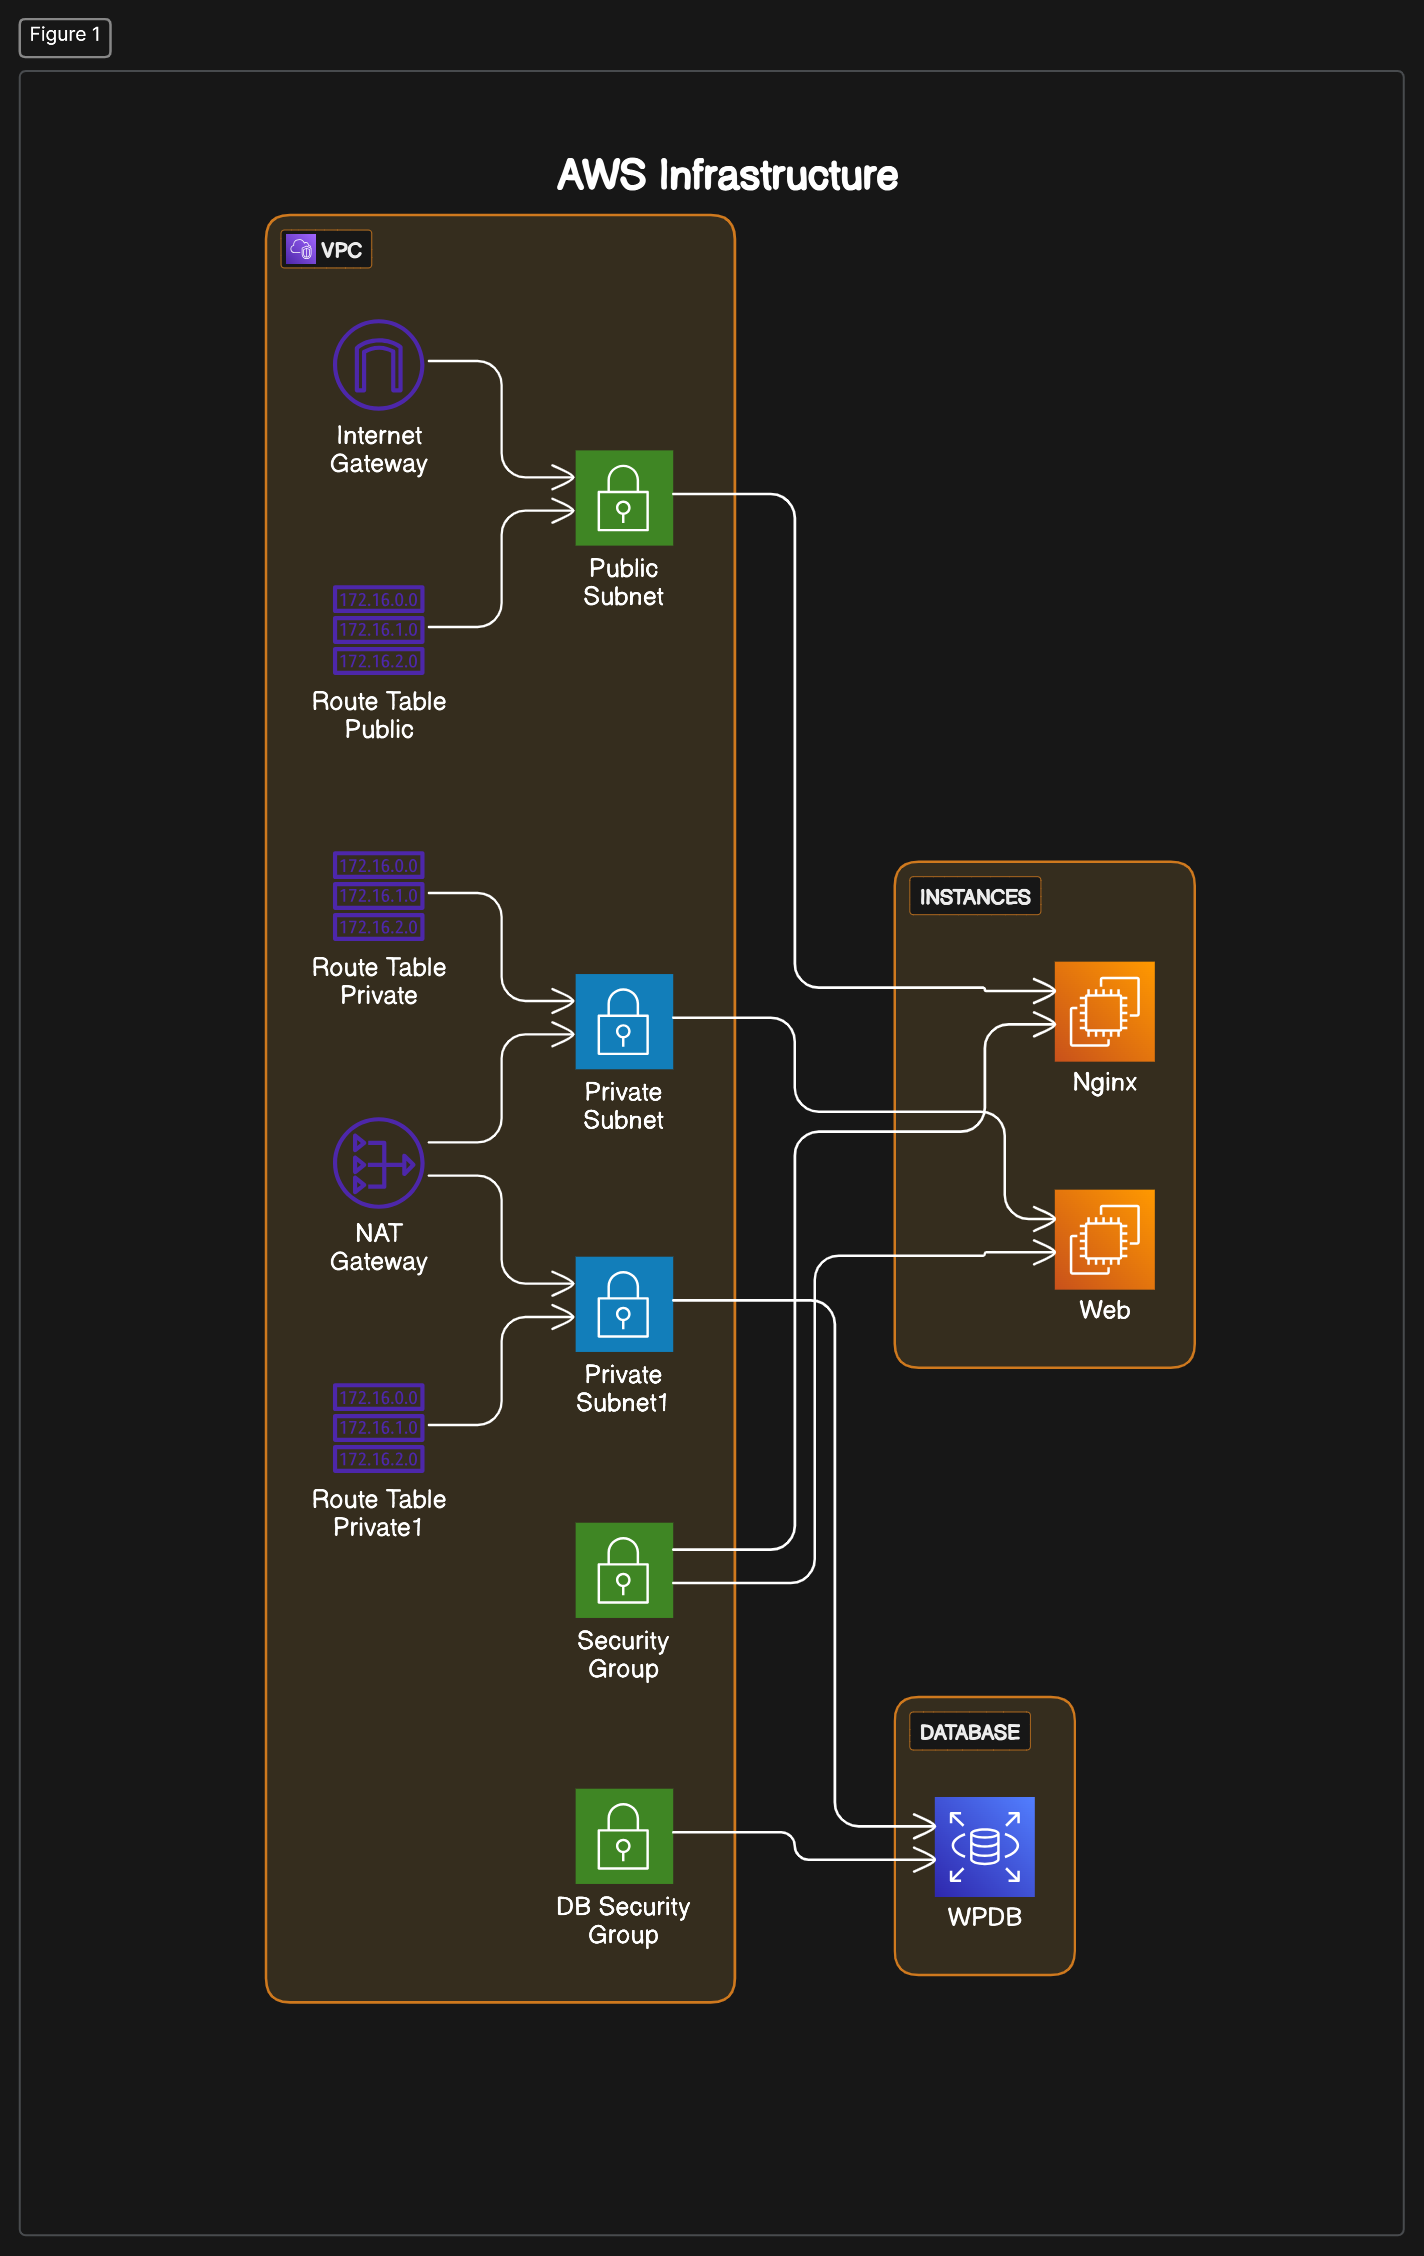 Figure 1
AWS Infrastructure
VPC
Internet
Gateway
Public
Subnet
172.16.0.0
172.16.1.0
172.16.2.0
Route Table
Public
172.16.0.0
172.16.1.0
172.16.2.0
Route Table
Private
INSTANCES
Nginx
Private
Subnet
NAT
Gateway
Web
Private
Subnet1
172.16.0.0
172.16.1.0
172.16.2.0
Route Table
Private1
Security
Group
DATABASE
DB Security
Group
WPDB